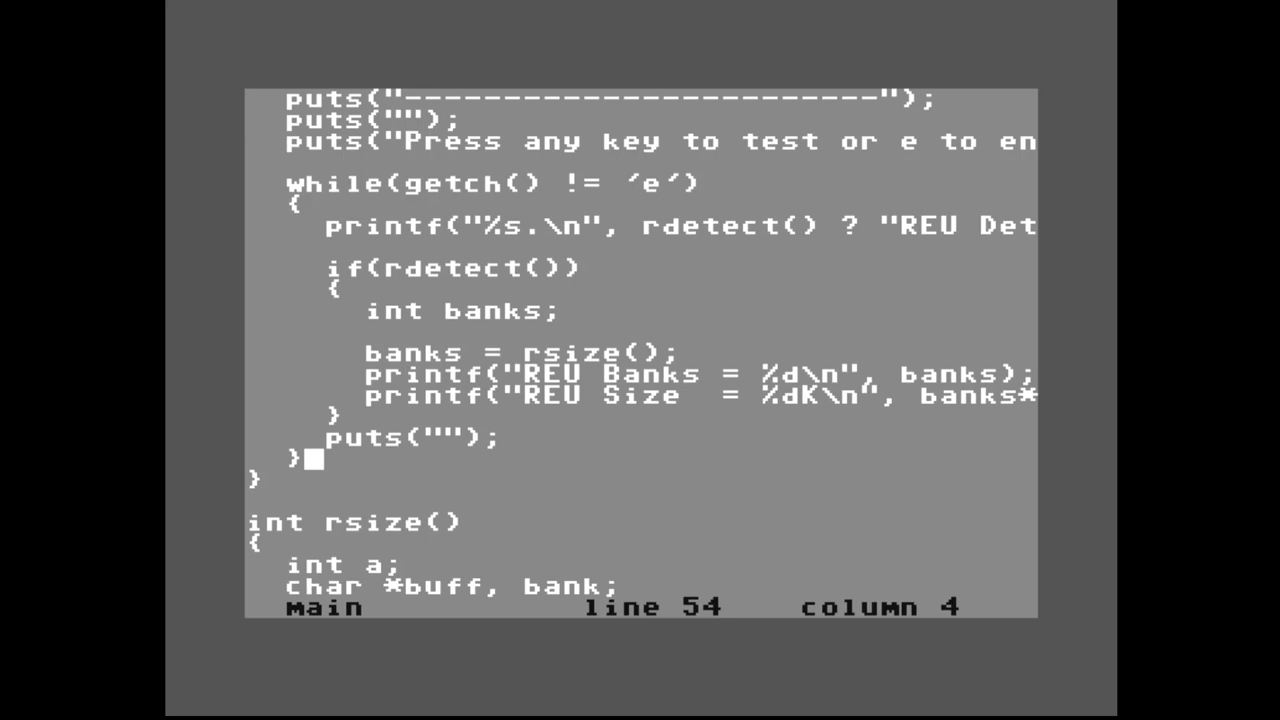 puts("------------------------");
puts("");
puts("Press any key to test or e to en
while(getch() != 'e')
{
printf("%s.\n", rdetect() ? "REU Det
if(rdetect())
{
int banks;
banks = rsize();
printf("REU Banks = %d\n", banks);
printf("REU Size  = %dK\n", banks*
}
puts("");
}
}
int rsize()
{
int a;
char *buff, bank;
main line 54 column 4